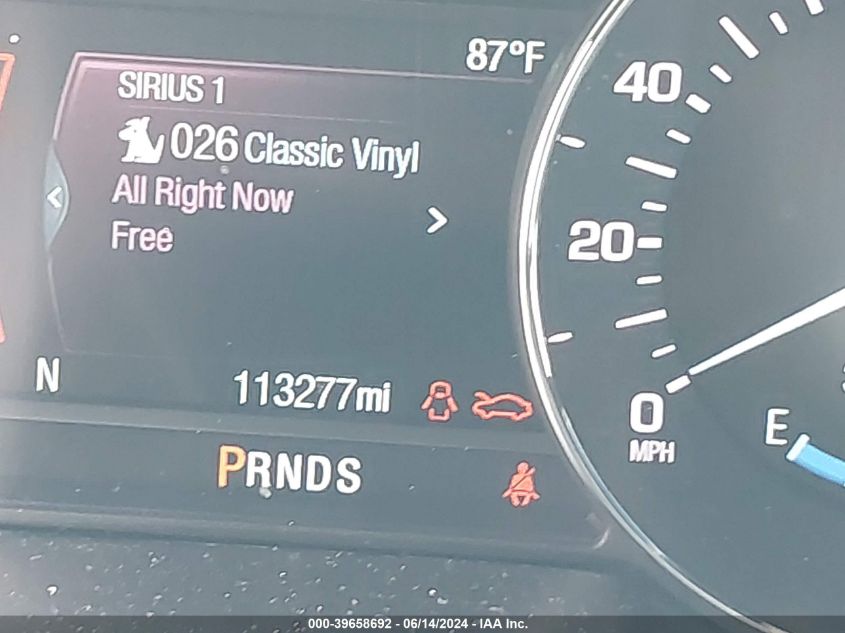 87°F
SIRIUS 1
026 Classic Vinyl
All Right Now
Free
<
>
N
113277mi
PRNDS
40
20
0
MPH
E
000-39658692 - 06/14/2024 - IAA Inc.